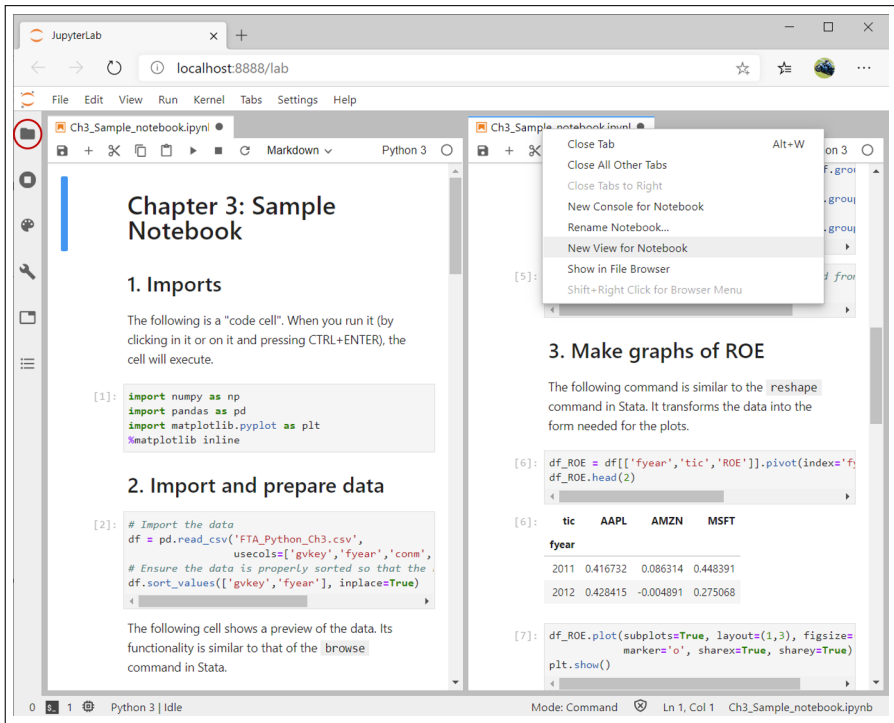 JupyterLab
localhost:8888/lab
File Edit View Run Kernel Tabs Settings Help
Ch3_Sample_notebook.ipynl
Markdown Python 3
Chapter 3: Sample
Notebook
1. Imports
The following is a "code cell". When you run it (by
clicking in it or on it and pressing CTRL+ENTER), the
cell will execute.
[1]: import numpy as np
import pandas as pd
import matplotlib.pyplot as plt
%matplotlib inline
2. Import and prepare data
[2]: # Import the data
df = pd.read_csv('FTA_Python_Ch3.csv',
usecols=['gvkey','fyear','conm',
# Ensure the data is properly sorted so that the
df.sort_values(['gvkey','fyear'], inplace=True)
The following cell shows a preview of the data. Its
functionality is similar to that of the browse
command in Stata.
Ch3_Sample_notebook.ipynl
on 3
Close Tab Alt+W
Close All Other Tabs
Close Tabs to Right
New Console for Notebook
Rename Notebook...
New View for Notebook
Show in File Browser
Shift+Right Click for Browser Menu
f.grou
.grou
.grou
[5]: d fro
3. Make graphs of ROE
The following command is similar to the reshape
command in Stata. It transforms the data into the
form needed for the plots.
[6]: df_ROE = df[['fyear','tic','ROE']].pivot(index='fy
df_ROE.head(2)
[6]: tic AAPL AMZN MSFT
fyear
2011 0.416732 0.086314 0.448391
2012 0.428415 -0.004891 0.275068
[7]: df_ROE.plot(subplots=True, layout=(1,3), figsize=
marker='o', sharex=True, sharey=True)
plt.show()
0 1 Python 3 | Idle Mode: Command Ln 1, Col 1 Ch3_Sample_notebook.ipynb